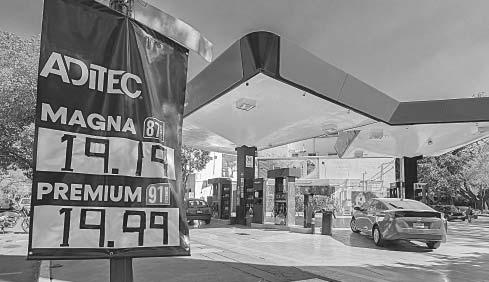 ADITEC
MAGNA 87
19.19
PREMIUM 91
19.99